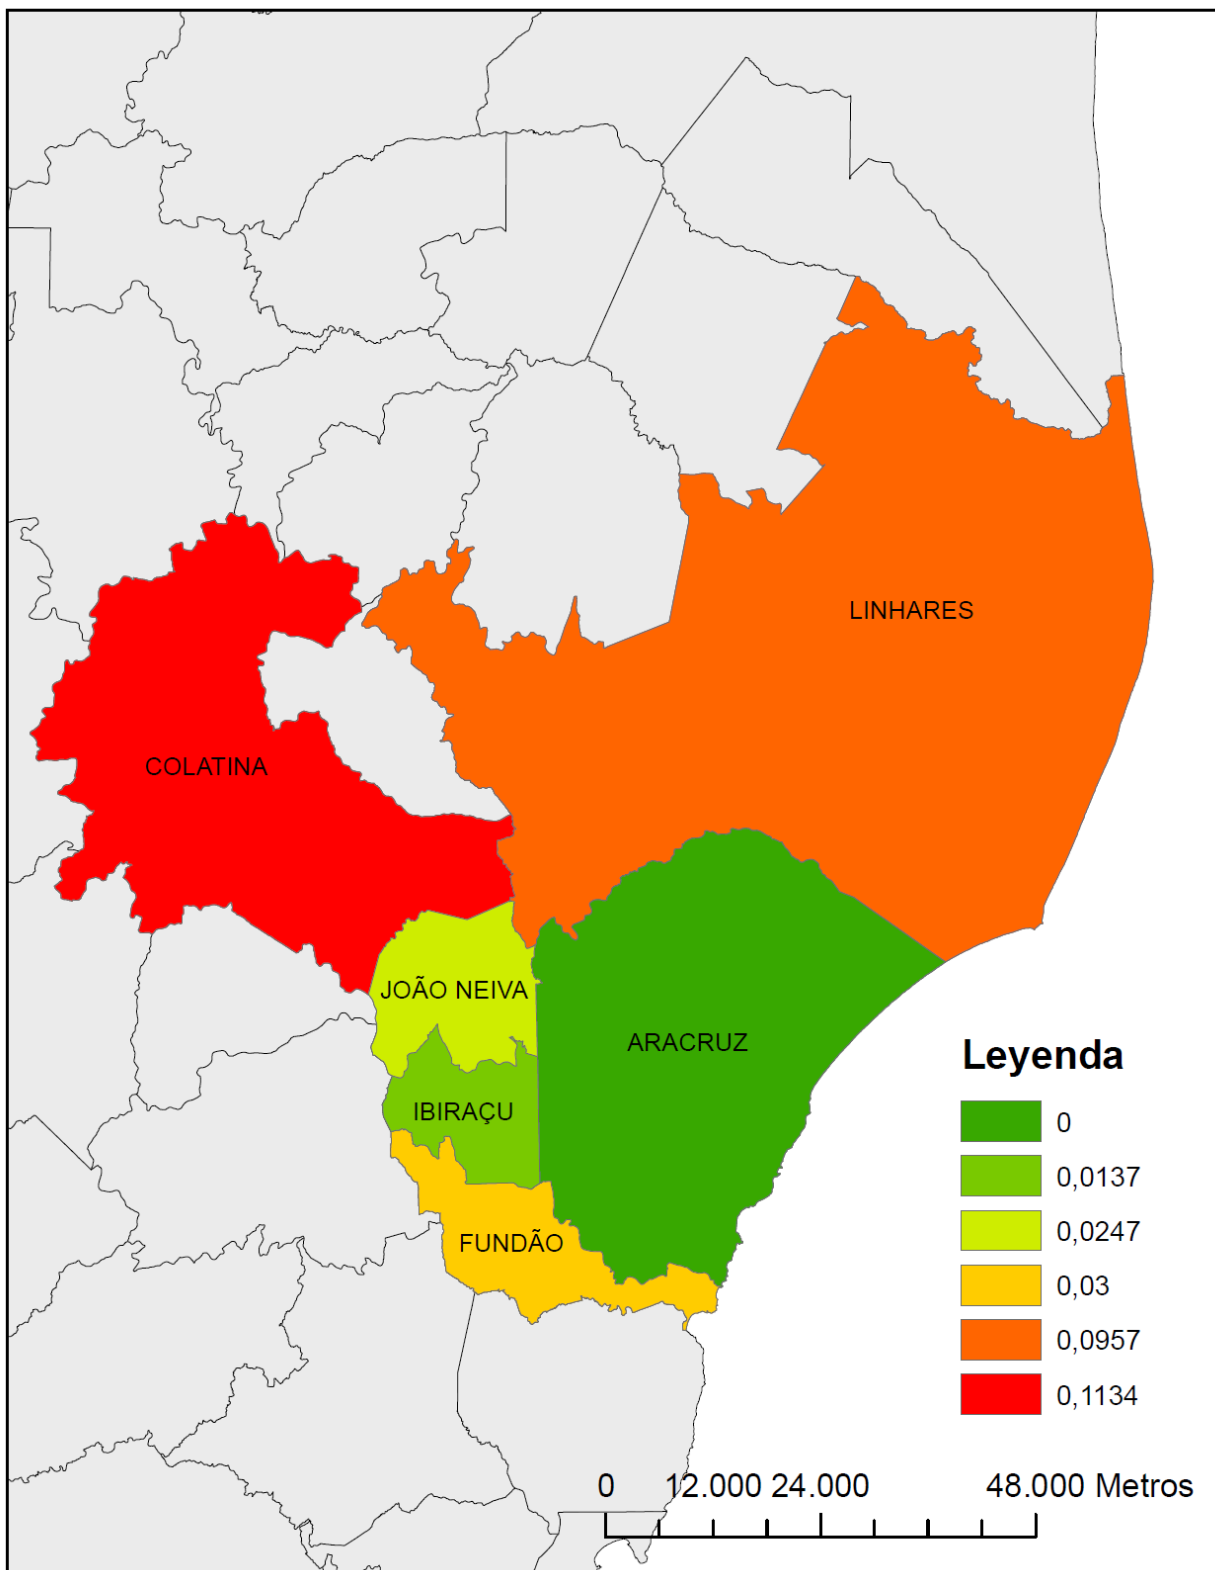 LINHARES
COLATINA
JOÃO NEIVA
ARACRUZ
IBIRAÇU
FUNDÃO
Leyenda
0
0,0137
0,0247
0,03
0,0957
0,1134
0 12.000 24.000 48.000 Metros